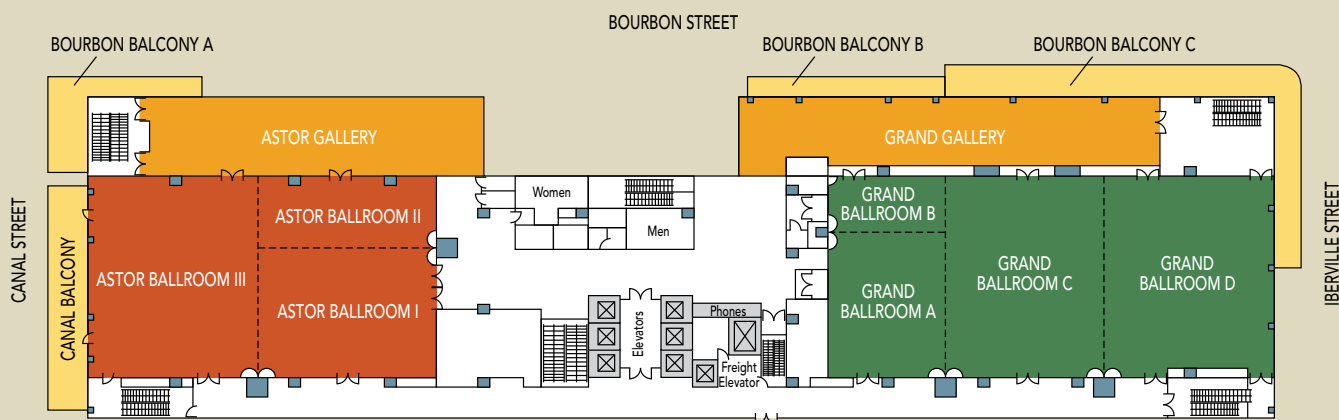 BOURBON STREET
BOURBON BALCONY A
BOURBON BALCONY B
BOURBON BALCONY C
ASTOR GALLERY
GRAND GALLERY
CANAL STREET
CANAL BALCONY
ASTOR BALLROOM III
ASTOR BALLROOM II
ASTOR BALLROOM I
Women
Men
Elevators
Phones
Freight
Elevator
GRAND
BALLROOM B
GRAND
BALLROOM A
GRAND
BALLROOM C
GRAND
BALLROOM D
IBERVILLE STREET